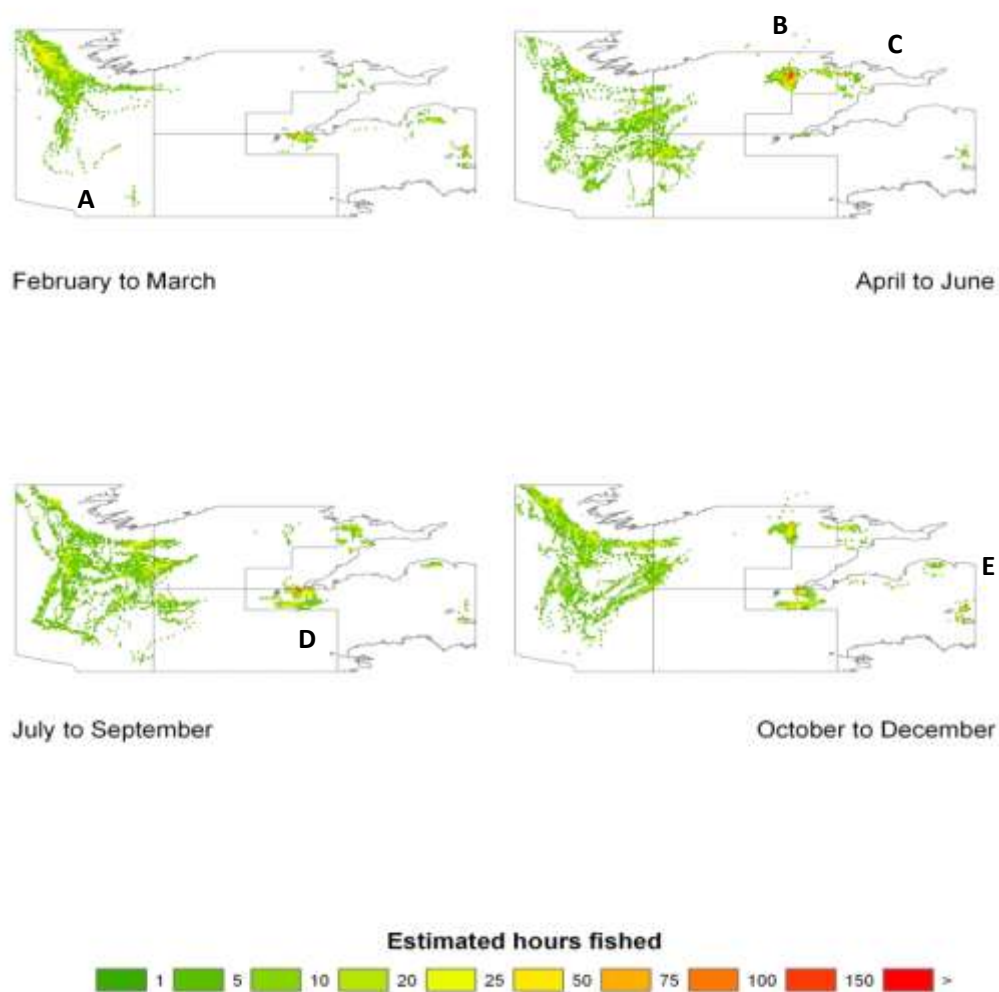 B
C
A
February to March April to June
E
D
July to September October to December
Estimated hours fished
1 5 10 20 25 50 75 100 150 >